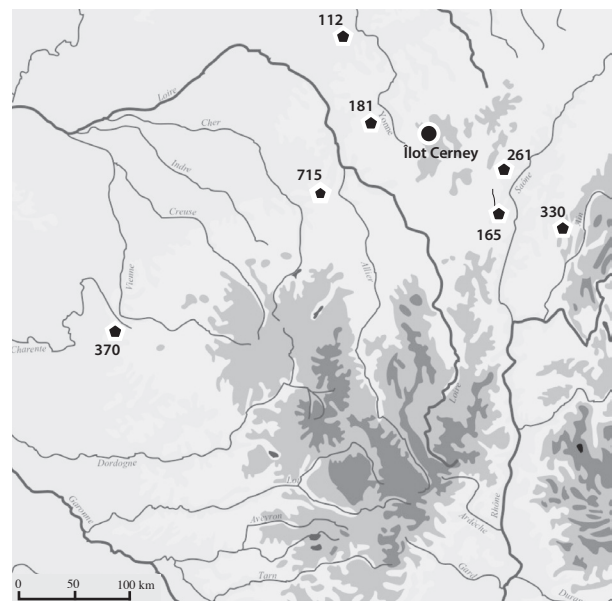 112
Loire
181
Cher
Yonne
Îlot Cerney
261
Indre
715
Saône
Creuse
165
330
Ain
Vienne
Allier
370
Charente
Loire
Dordogne
Lot
Garonne
Rhône
Aveyron
Ardèche
Tarn
Gard
0 50 100 km